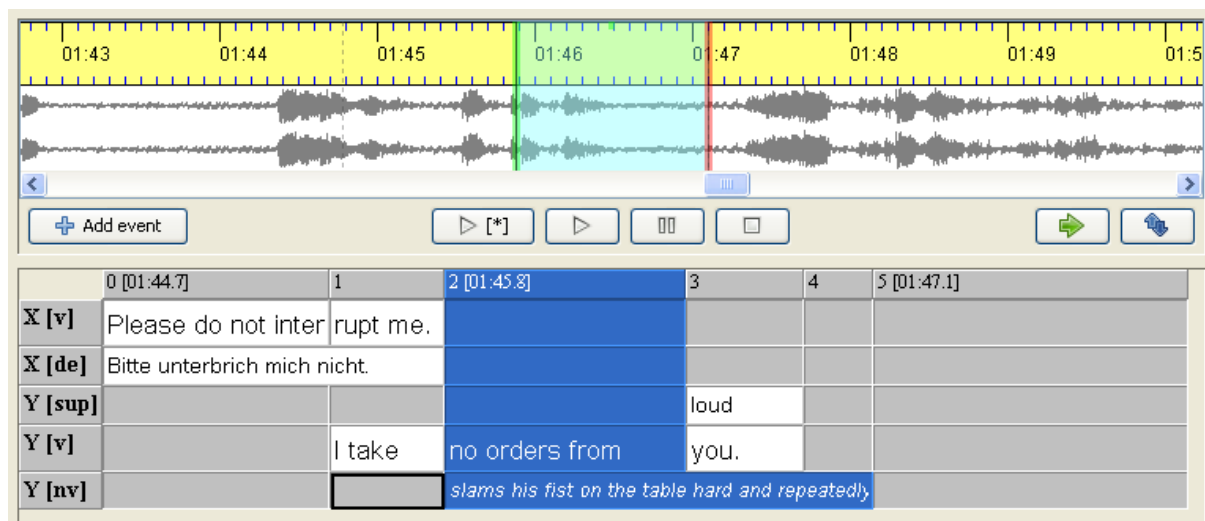 01:43 01:44 01:45 01:46 01:47 01:48 01:49 01:5
Add event [*]
0 [01:44.7] 1 2 [01:45.8] 3 4 5 [01:47.1]
X [v] Please do not inter rupt me.
X [de] Bitte unterbrich mich nicht.
Y [sup] loud
Y [v] I take no orders from you.
Y [nv] slams his fist on the table hard and repeatedly